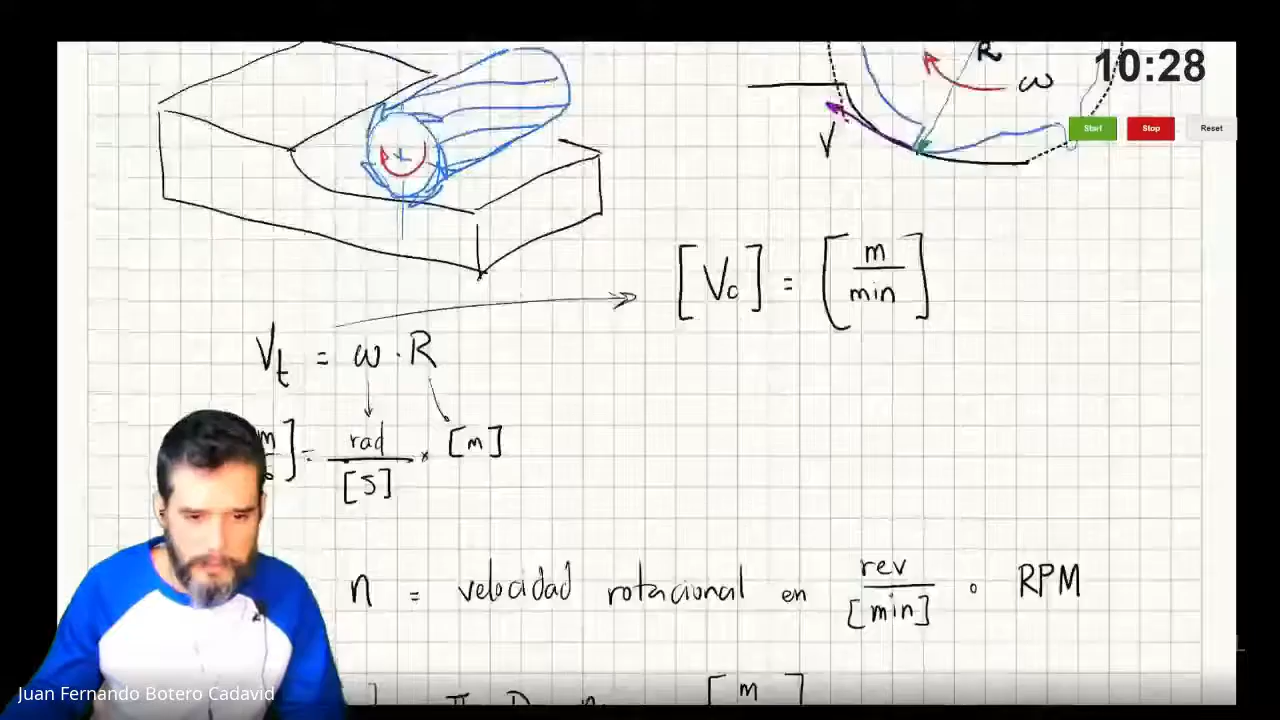 R
10:28
ω
Start Stop Reset
V
[Vc] = [m/min]
Vt = ω · R
m] = rad/[s] * [m]
n = velocidad rotacional en rev/[min] o RPM
Juan Fernando Botero Cadavid
π D n [m]